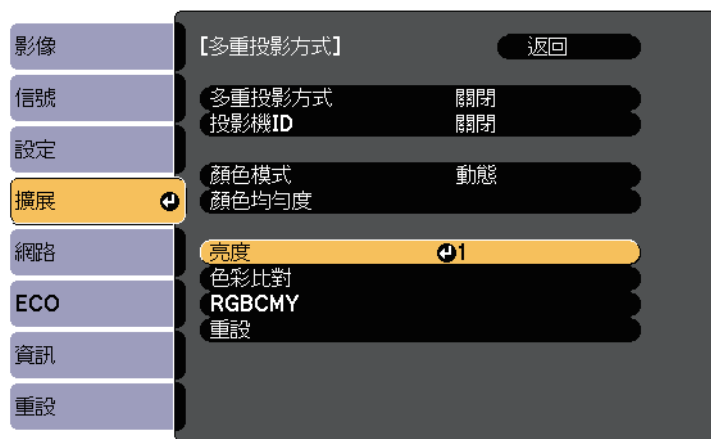 影像
信號
設定
擴展
網路
ECO
資訊
重設
[多重投影方式] 返回
多重投影方式 關閉
投影機ID 關閉
顏色模式 動態
顏色均勻度
亮度 1
色彩比對
RGBCMY
重設